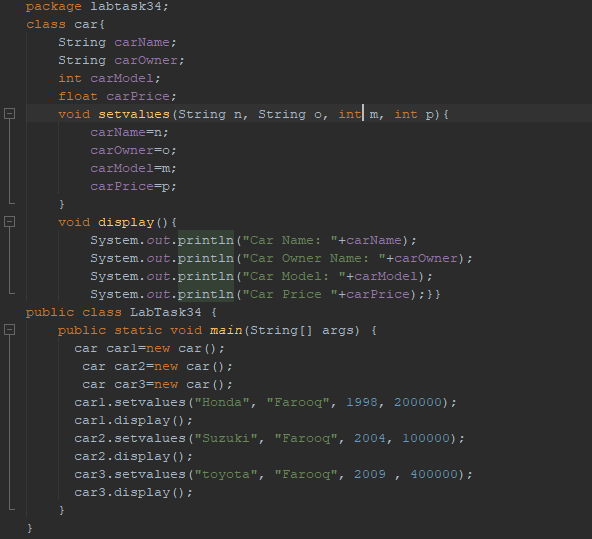 package labtask34;
class car{
    String carName;
    String carOwner;
    int carModel;
    float carPrice;
    void setvalues(String n, String o, int m, int p){
        carName=n;
        carOwner=o;
        carModel=m;
        carPrice=p;
    }
    void display(){
        System.out.println("Car Name: "+carName);
        System.out.println("Car Owner Name: "+carOwner);
        System.out.println("Car Model: "+carModel);
        System.out.println("Car Price "+carPrice);}}
public class LabTask34 {
    public static void main(String[] args) {
      car car1=new car();
       car car2=new car();
       car car3=new car();
      car1.setvalues("Honda", "Farooq", 1998, 200000);
      car1.display();
      car2.setvalues("Suzuki", "Farooq", 2004, 100000);
      car2.display();
      car3.setvalues("toyota", "Farooq", 2009 , 400000);
      car3.display();
    }
}